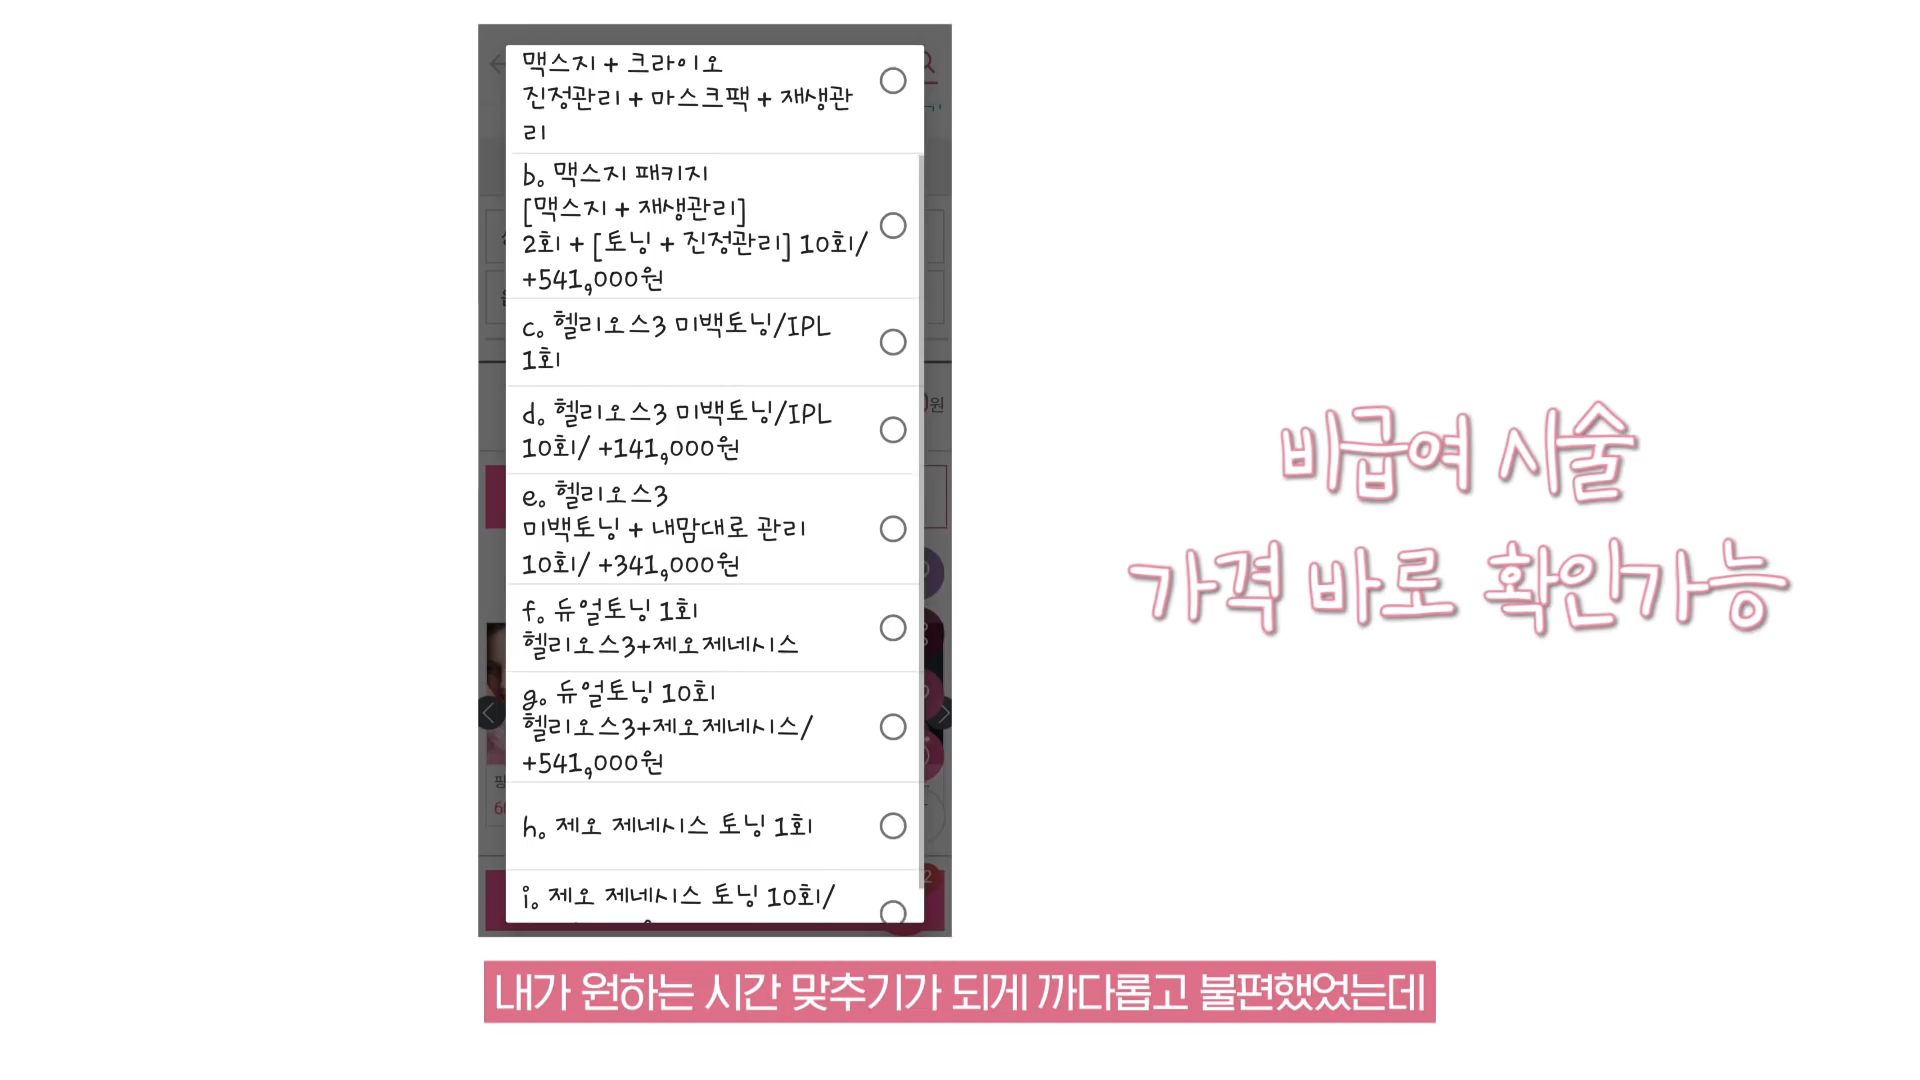 맥스지 + 크라이오
진정관리 + 마스크팩 + 재생관
리
b. 맥스지 패키지
[맥스지 + 재생관리]
2회 + [토닝 + 진정관리] 10회/
+541,000원
c. 헬리오스3 미백토닝/IPL
1회
d. 헬리오스3 미백토닝/IPL
10회/ +141,000원
e. 헬리오스3
미백토닝 + 내맘대로 관리
10회/ +341,000원
f. 듀얼토닝 1회
헬리오스3+제오제네시스
g. 듀얼토닝 10회
헬리오스3+제오제네시스/
+541,000원
h. 제오 제네시스 토닝 1회
i. 제오 제네시스 토닝 10회/
비급여 시술
가격 바로 확인가능
내가 원하는 시간 맞추기가 되게 까다롭고 불편했었는데